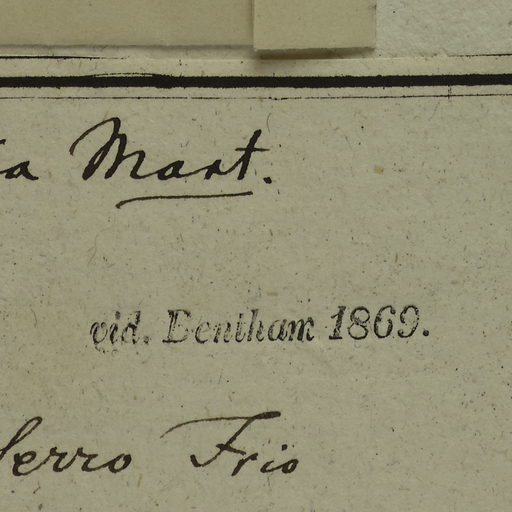 a Mart.
vid. Bentham 1869.
Serro Frio